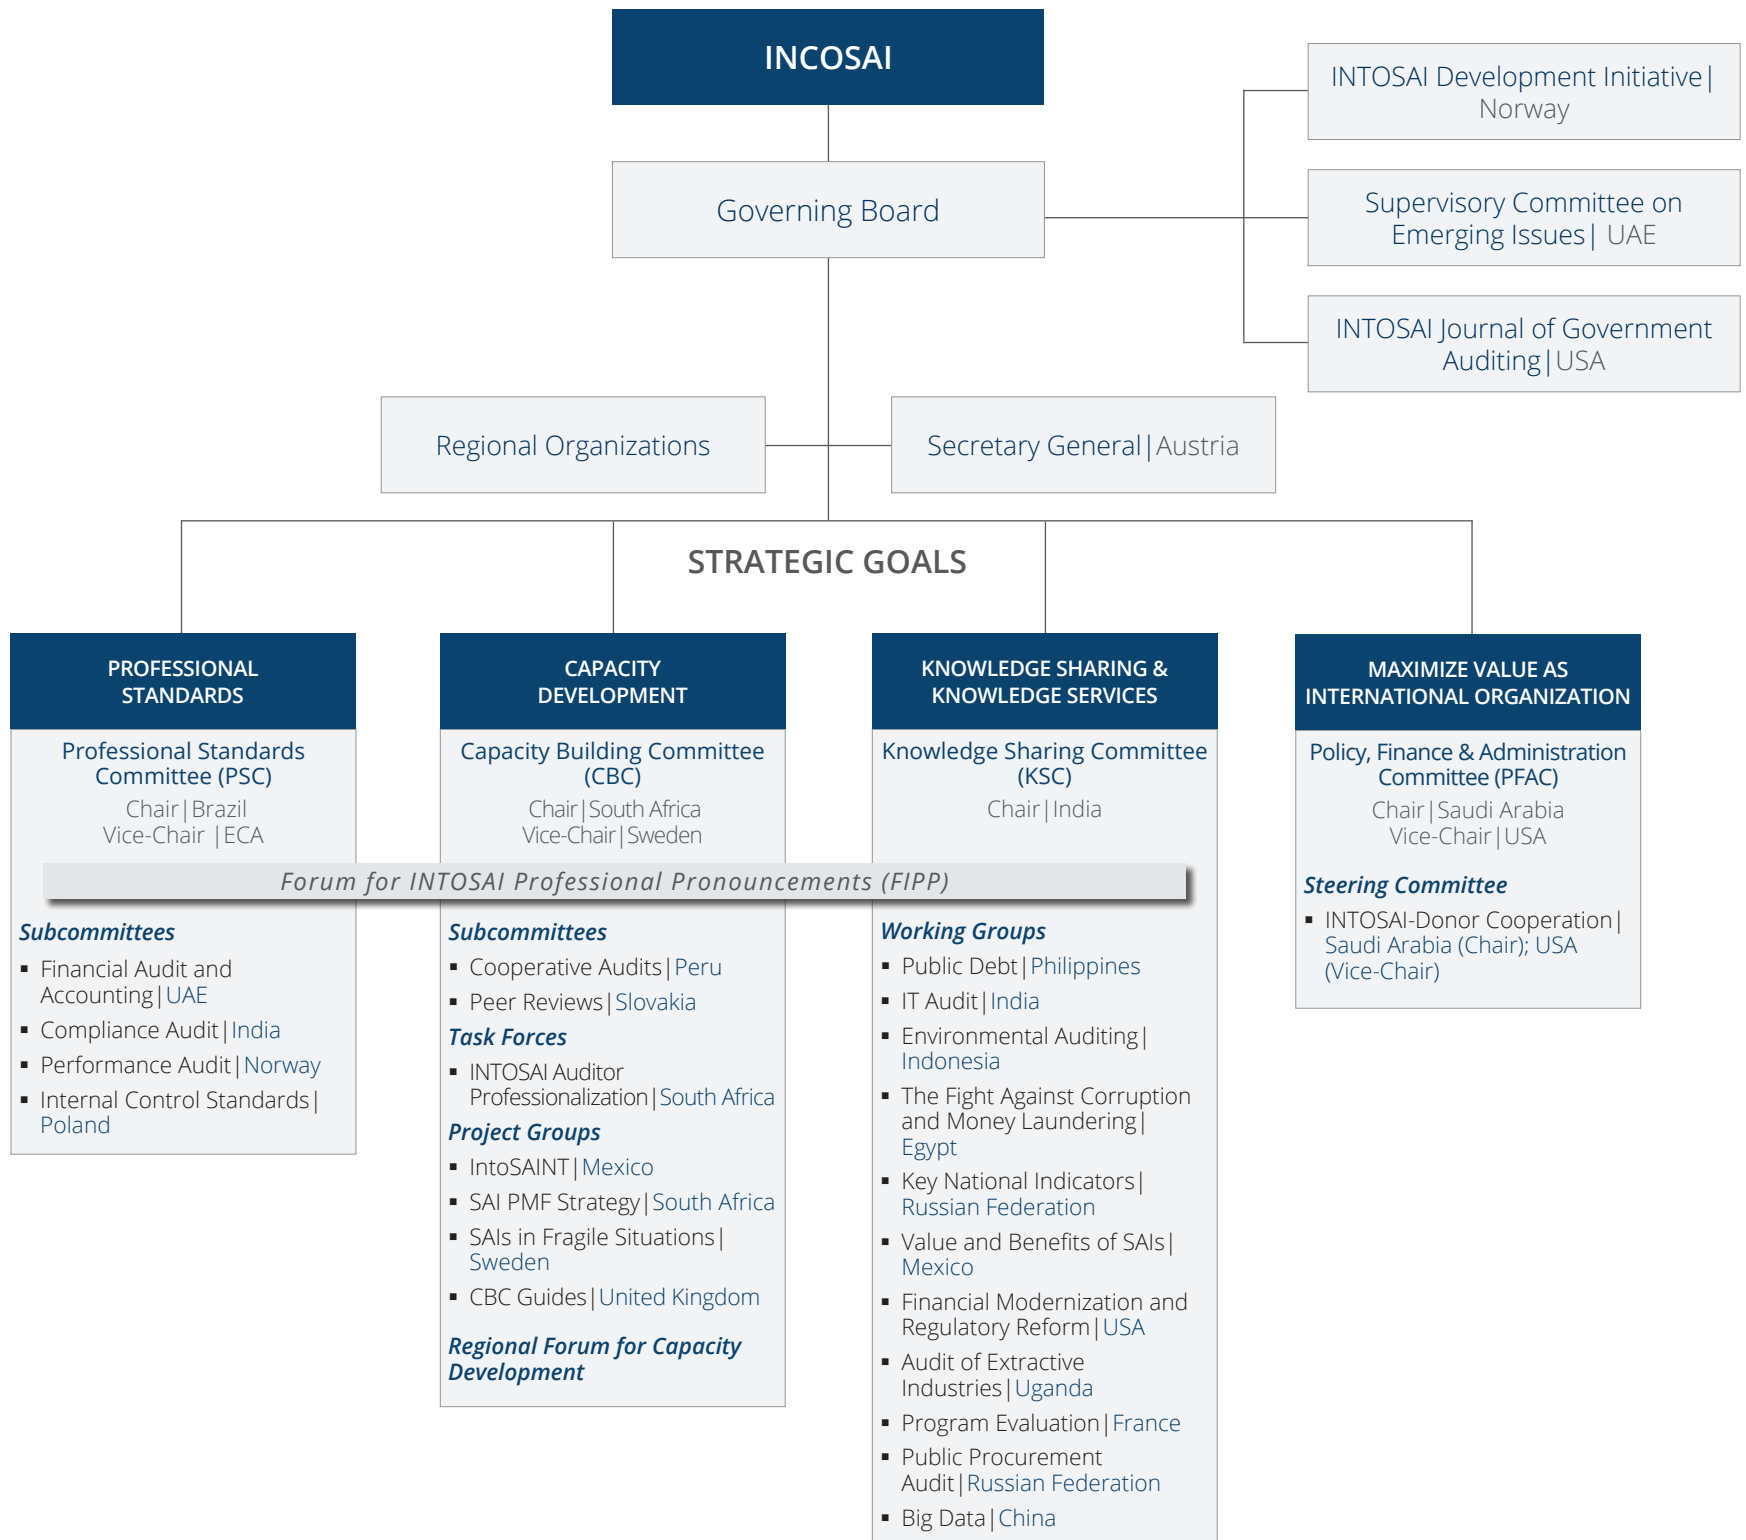 INCOSAI
INTOSAI Development Initiative|
Norway
Governing Board
Supervisory Committee on
Emerging Issues| UAE
INTOSAI Journal of Government
Auditing|USA
Regional Organizations
Secretary General|Austria
STRATEGIC GOALS
PROFESSIONAL
STANDARDS
Professional Standards
Committee (PSC)
Chair|Brazil
Vice-Chair |ECA
CAPACITY
DEVELOPMENT
Capacity Building Committee
(CBC)
Chair|South Africa
Vice-Chair|Sweden
KNOWLEDGE SHARING &
KNOWLEDGE SERVICES
Knowledge Sharing Committee
(KSC)
Chair|India
MAXIMIZE VALUE AS
INTERNATIONAL ORGANIZATION
Policy, Finance & Administration
Committee (PFAC)
Chair|Saudi Arabia
Vice-Chair|USA
Steering Committee
▪ INTOSAI-Donor Cooperation|
Saudi Arabia (Chair); USA
(Vice-Chair)
Forum for INTOSAI Professional Pronouncements (FIPP)
Subcommittees
▪ Financial Audit and
Accounting|UAE
▪ Compliance Audit|India
▪ Performance Audit|Norway
▪ Internal Control Standards|
Poland
Subcommittees
▪ Cooperative Audits|Peru
▪ Peer Reviews|Slovakia
Task Forces
▪ INTOSAI Auditor
Professionalization|South Africa
Project Groups
▪ IntoSAINT|Mexico
▪ SAI PMF Strategy|South Africa
▪ SAIs in Fragile Situations|
Sweden
▪ CBC Guides|United Kingdom
Regional Forum for Capacity
Development
Working Groups
▪ Public Debt|Philippines
▪ IT Audit|India
▪ Environmental Auditing|
Indonesia
▪ The Fight Against Corruption
and Money Laundering|
Egypt
▪ Key National Indicators|
Russian Federation
▪ Value and Benefits of SAIs|
Mexico
▪ Financial Modernization and
Regulatory Reform|USA
▪ Audit of Extractive
Industries|Uganda
▪ Program Evaluation|France
▪ Public Procurement
Audit|Russian Federation
▪ Big Data|China